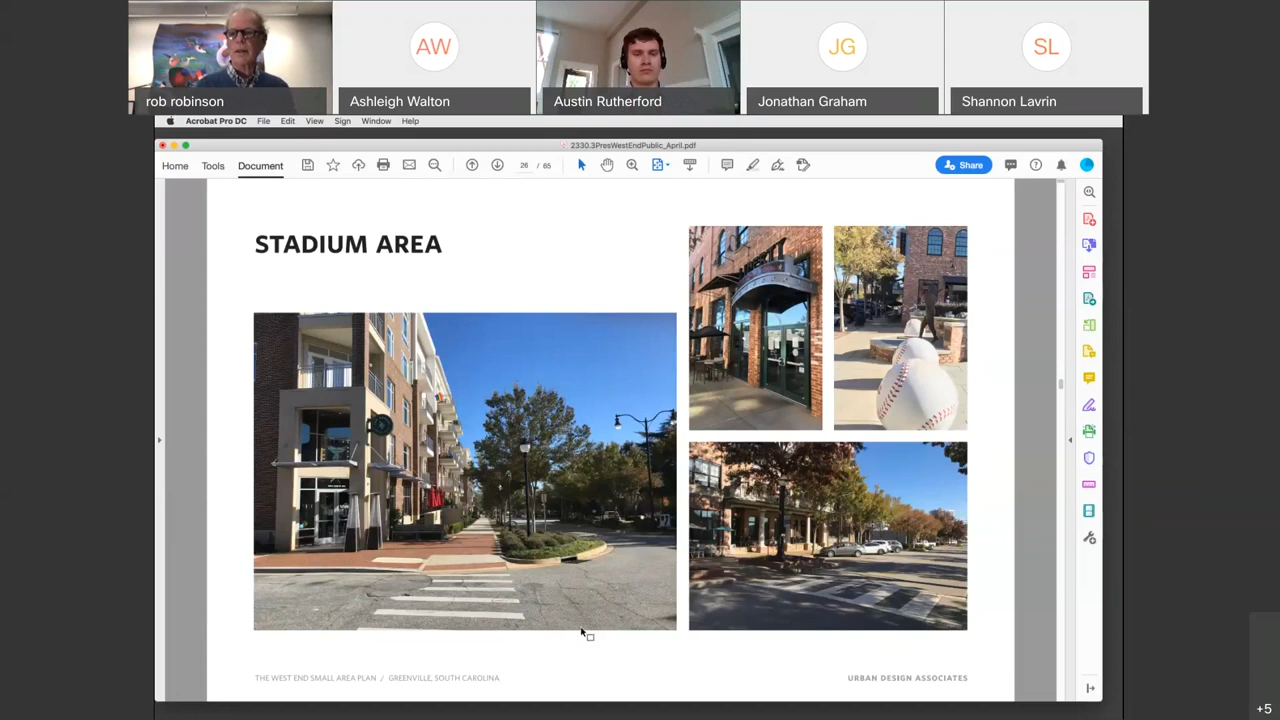 AW
JG
SL
rob robinson
Ashleigh Walton
Austin Rutherford
Jonathan Graham
Shannon Lavrin
Acrobat Pro DC File Edit View Sign Window Help
2330.3PresWestEndPublic_April.pdf
Home Tools Document 26 / 65 Share
STADIUM AREA
THE WEST END SMALL AREA PLAN / GREENVILLE, SOUTH CAROLINA
URBAN DESIGN ASSOCIATES
+5